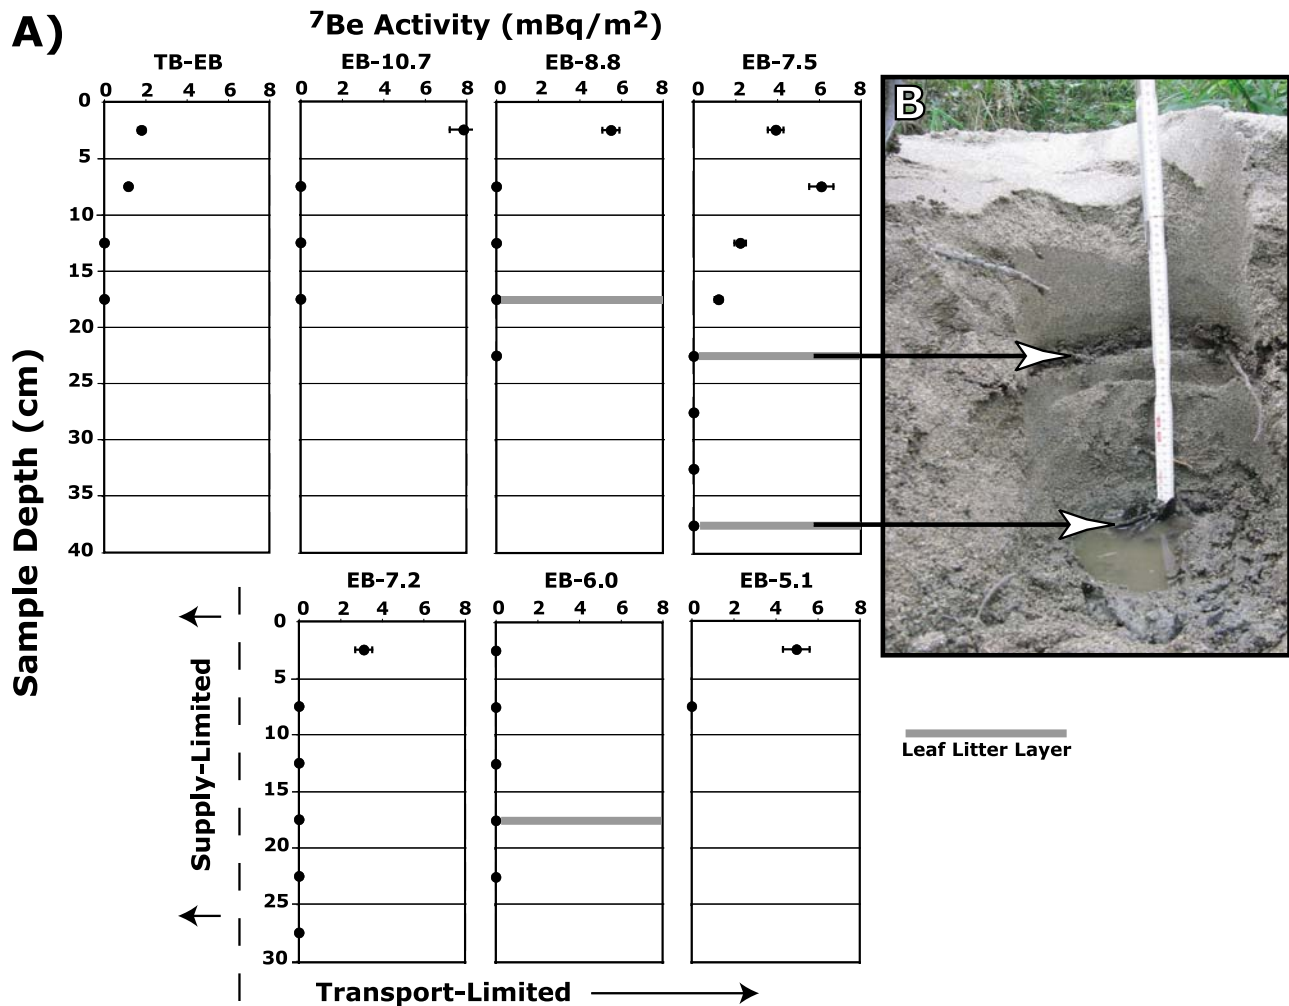 A)
⁷Be Activity (mBq/m²)
TB-EB
EB-10.7
EB-8.8
EB-7.5
0 2 4 6 8
0 2 4 6 8
0 2 4 6 8
0 2 4 6 8
0
5
10
15
20
25
30
35
40
Sample Depth (cm)
B
EB-7.2
EB-6.0
EB-5.1
0 2 4 6 8
0 2 4 6 8
0 2 4 6 8
0
5
10
15
20
25
30
Supply-Limited
Transport-Limited
Leaf Litter Layer